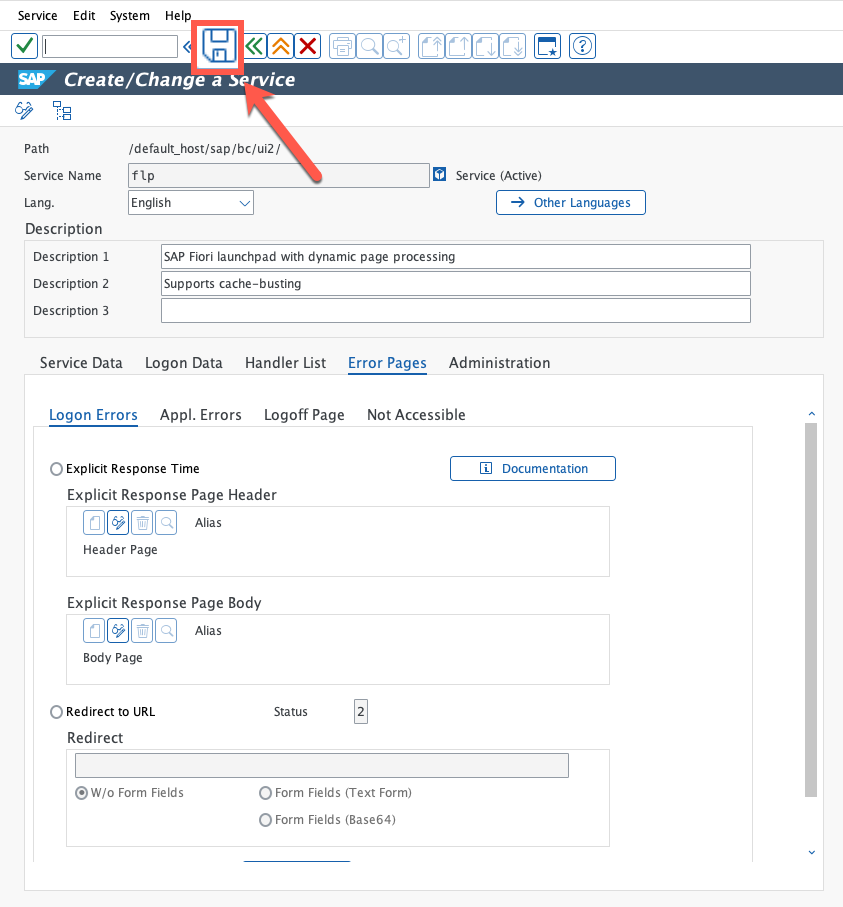 Service Edit System Help
SAP Create/Change a Service
Path /default_host/sap/bc/ui2/
Service Name flp Service (Active)
Lang. English Other Languages
Description
Description 1 SAP Fiori launchpad with dynamic page processing
Description 2 Supports cache-busting
Description 3
Service Data Logon Data Handler List Error Pages Administration
Logon Errors Appl. Errors Logoff Page Not Accessible
Explicit Response Time Documentation
Explicit Response Page Header
Alias
Header Page
Explicit Response Page Body
Alias
Body Page
Redirect to URL Status 2
Redirect
W/o Form Fields Form Fields (Text Form)
Form Fields (Base64)